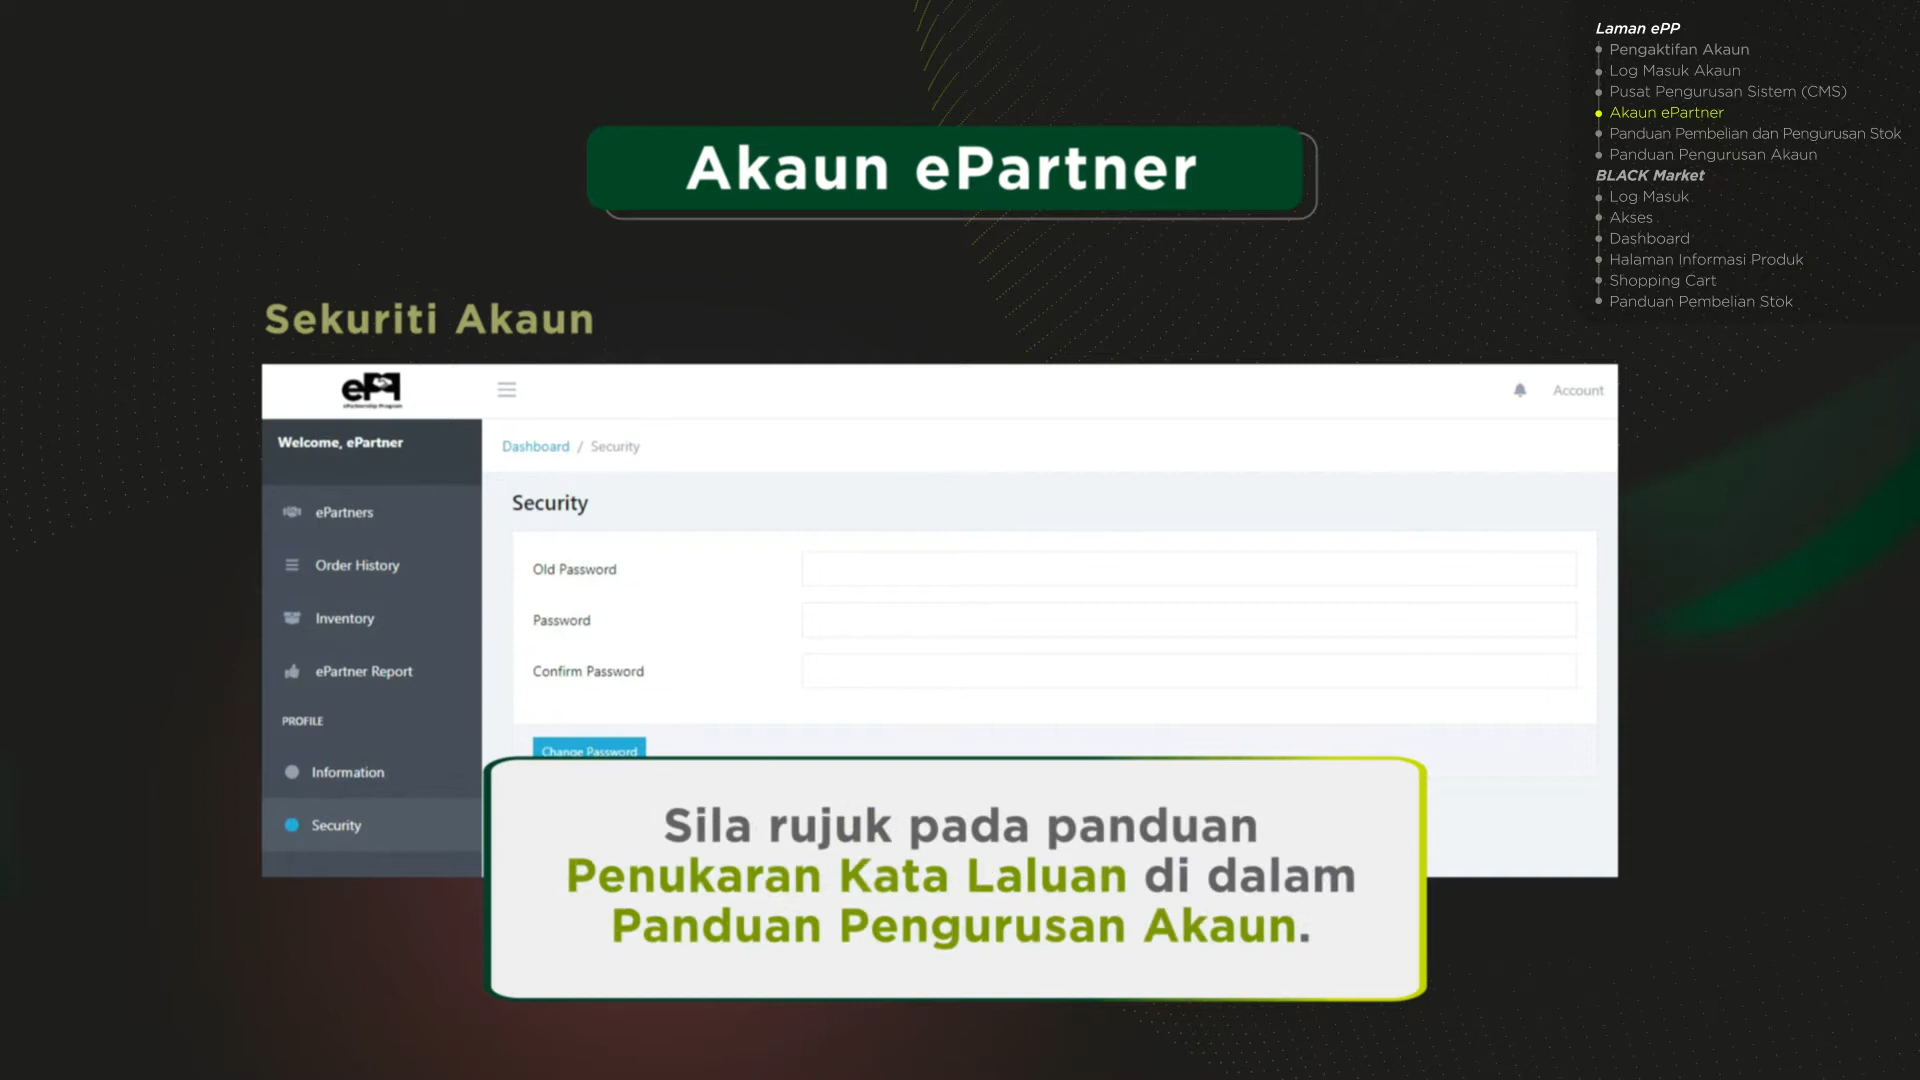 Laman ePP
Pengaktifan Akaun
Log Masuk Akaun
Pusat Pengurusan Sistem (CMS)
Akaun ePartner
Panduan Pembelian dan Pengurusan Stok
Panduan Pengurusan Akaun
BLACK Market
Log Masuk
Akses
Dashboard
Halaman Informasi Produk
Shopping Cart
Panduan Pembelian Stok
Akaun ePartner
Sekuriti Akaun
ePP
ePartnership Program
Account
Welcome, ePartner
ePartners
Order History
Inventory
ePartner Report
PROFILE
Information
Security
Dashboard / Security
Security
Old Password
Password
Confirm Password
Change Password
Sila rujuk pada panduan
Penukaran Kata Laluan di dalam
Panduan Pengurusan Akaun.